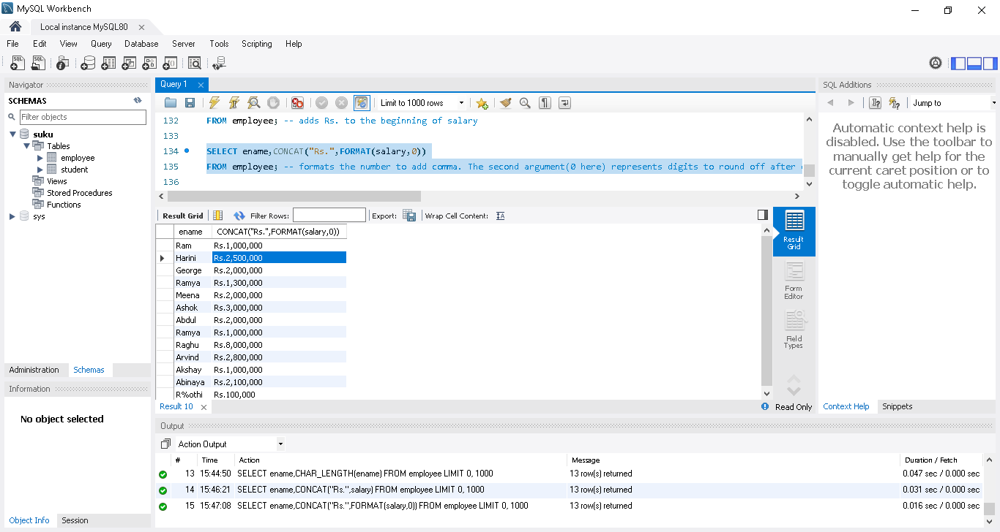 MySQL Workbench
Local instance MySQL80
File Edit View Query Database Server Tools Scripting Help
Navigator
SCHEMAS
Filter objects
suku
Tables
employee
student
Views
Stored Procedures
Functions
sys
Administration Schemas
Information
No object selected
Object Info Session
Query 1
Limit to 1000 rows
132 FROM employee; -- adds Rs. to the beginning of salary
133
134 SELECT ename,CONCAT("Rs.",FORMAT(salary,0))
135 FROM employee; -- formats the number to add comma. The second argument(0 here) represents digits to round off after
136
Result Grid Filter Rows: Export: Wrap Cell Content:
ename CONCAT("Rs.",FORMAT(salary,0))
Ram Rs.1,000,000
Harini Rs.2,500,000
George Rs.2,000,000
Ramya Rs.1,300,000
Meena Rs.2,000,000
Ashok Rs.3,000,000
Abdul Rs.2,000,000
Ramya Rs.1,000,000
Raghu Rs.8,000,000
Arvind Rs.2,800,000
Akshay Rs.1,000,000
Abinaya Rs.2,100,000
R%othi Rs.100,000
Result 10
Read Only
Result
Grid
Form
Editor
Field
Types
SQL Additions
Jump to
Automatic context help is
disabled. Use the toolbar to
manually get help for the
current caret position or to
toggle automatic help.
Context Help Snippets
Output
Action Output
# Time Action Message Duration / Fetch
13 15:44:50 SELECT ename,CHAR_LENGTH(ename) FROM employee LIMIT 0, 1000 13 row(s) returned 0.047 sec / 0.000 sec
14 15:46:21 SELECT ename,CONCAT("Rs.",salary) FROM employee LIMIT 0, 1000 13 row(s) returned 0.031 sec / 0.000 sec
15 15:47:08 SELECT ename,CONCAT("Rs.",FORMAT(salary,0)) FROM employee LIMIT 0, 1000 13 row(s) returned 0.016 sec / 0.000 sec